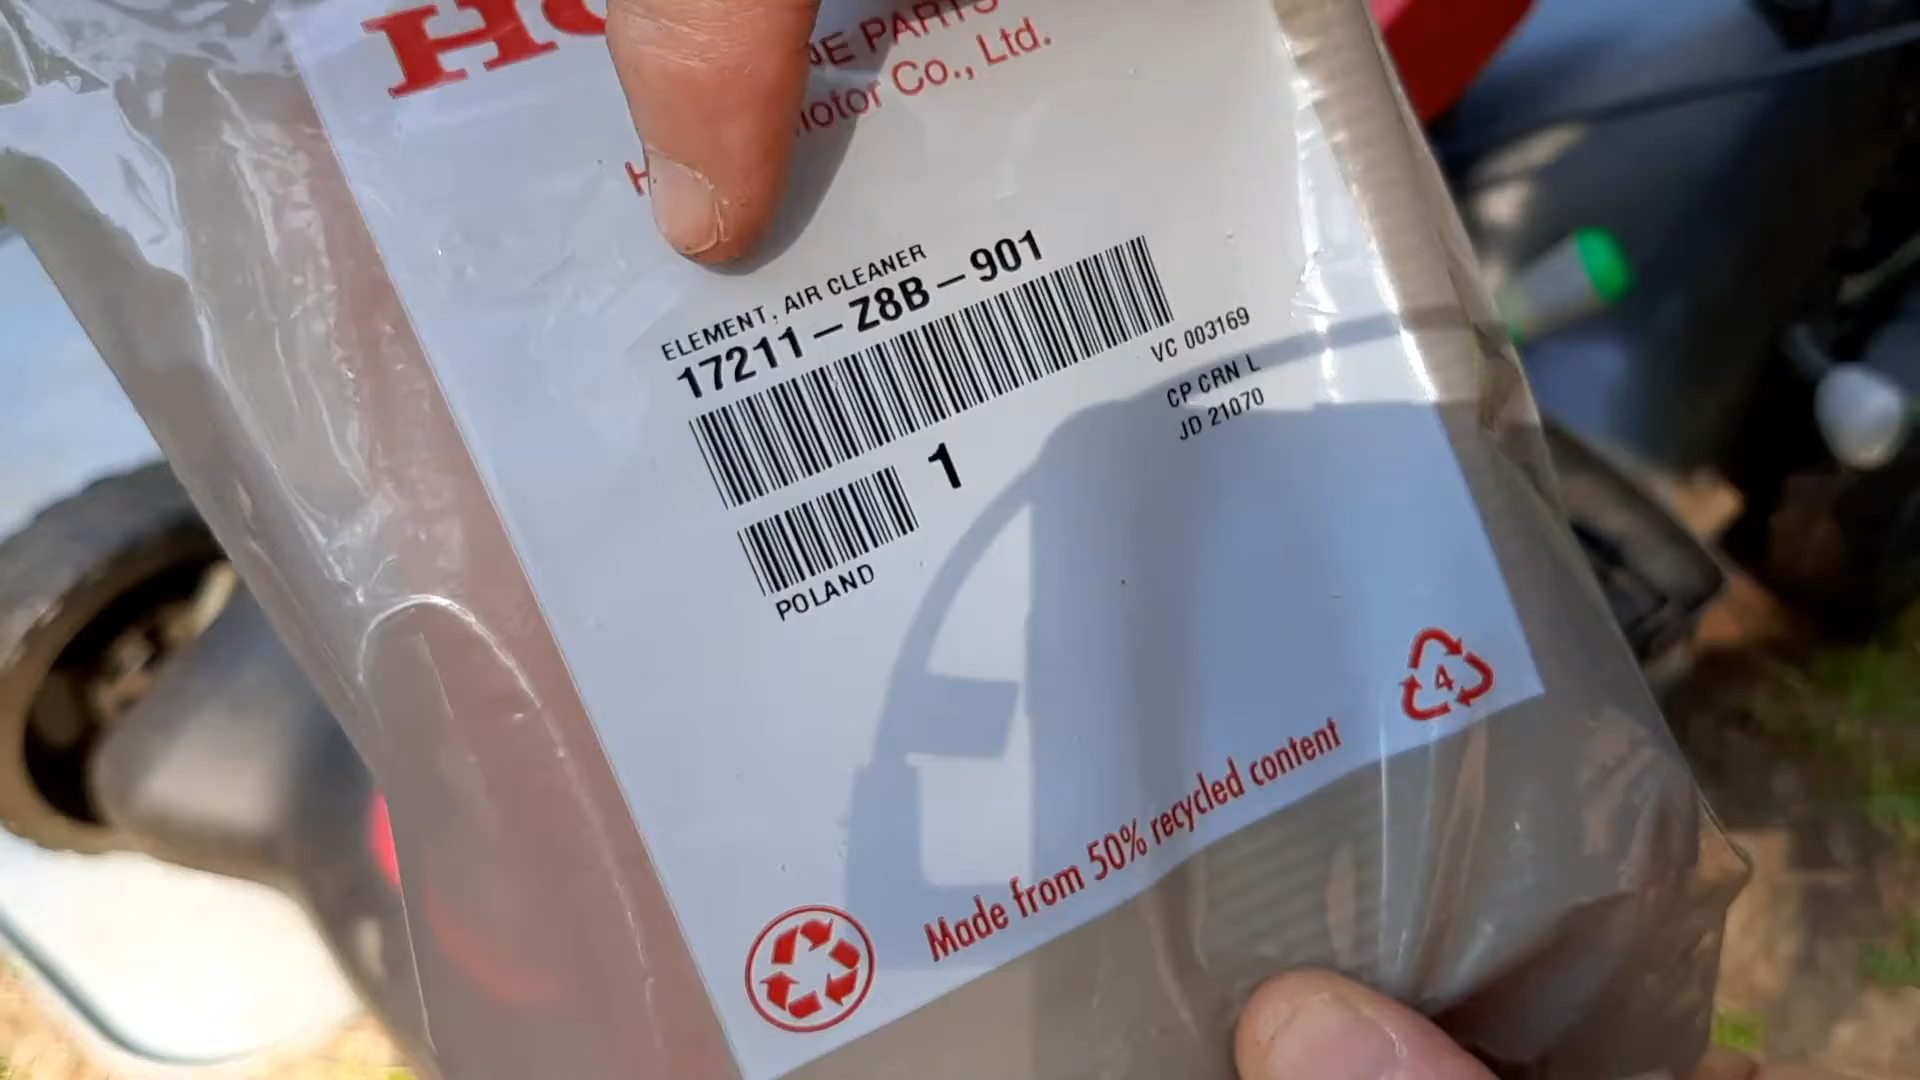 PARTS
Motor Co., Ltd.
ELEMENT, AIR CLEANER
17211-Z8B-901
VC 003169
CP CRN L
JD 21070
1
POLAND
4
Made from 50% recycled content